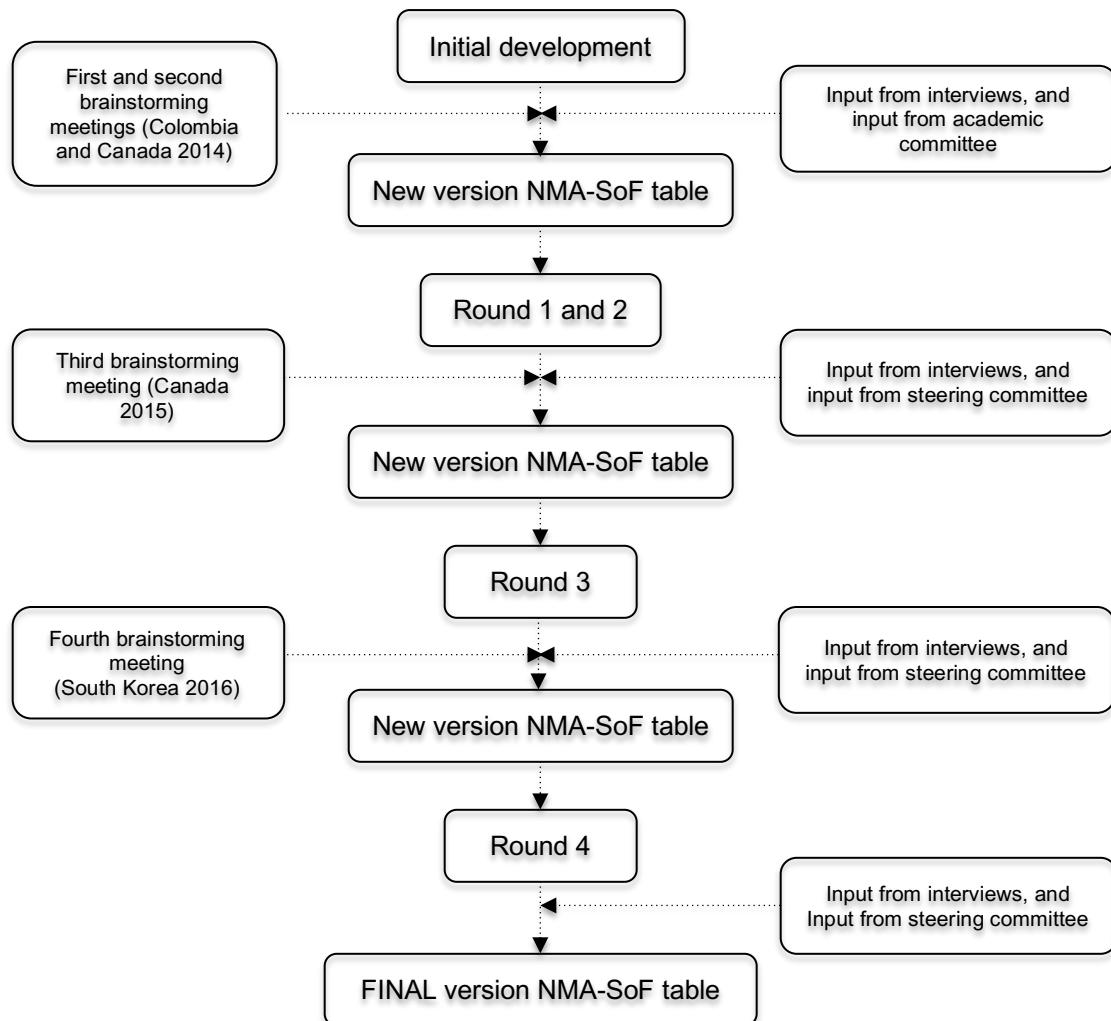 Initial development
First and second
brainstorming
meetings (Colombia
and Canada 2014)
Input from interviews, and
input from academic
committee
New version NMA-SoF table
Round 1 and 2
Third brainstorming
meeting (Canada
2015)
Input from interviews, and
input from steering committee
New version NMA-SoF table
Round 3
Fourth brainstorming
meeting
(South Korea 2016)
Input from interviews, and
input from steering committee
New version NMA-SoF table
Round 4
Input from interviews, and
Input from steering committee
FINAL version NMA-SoF table